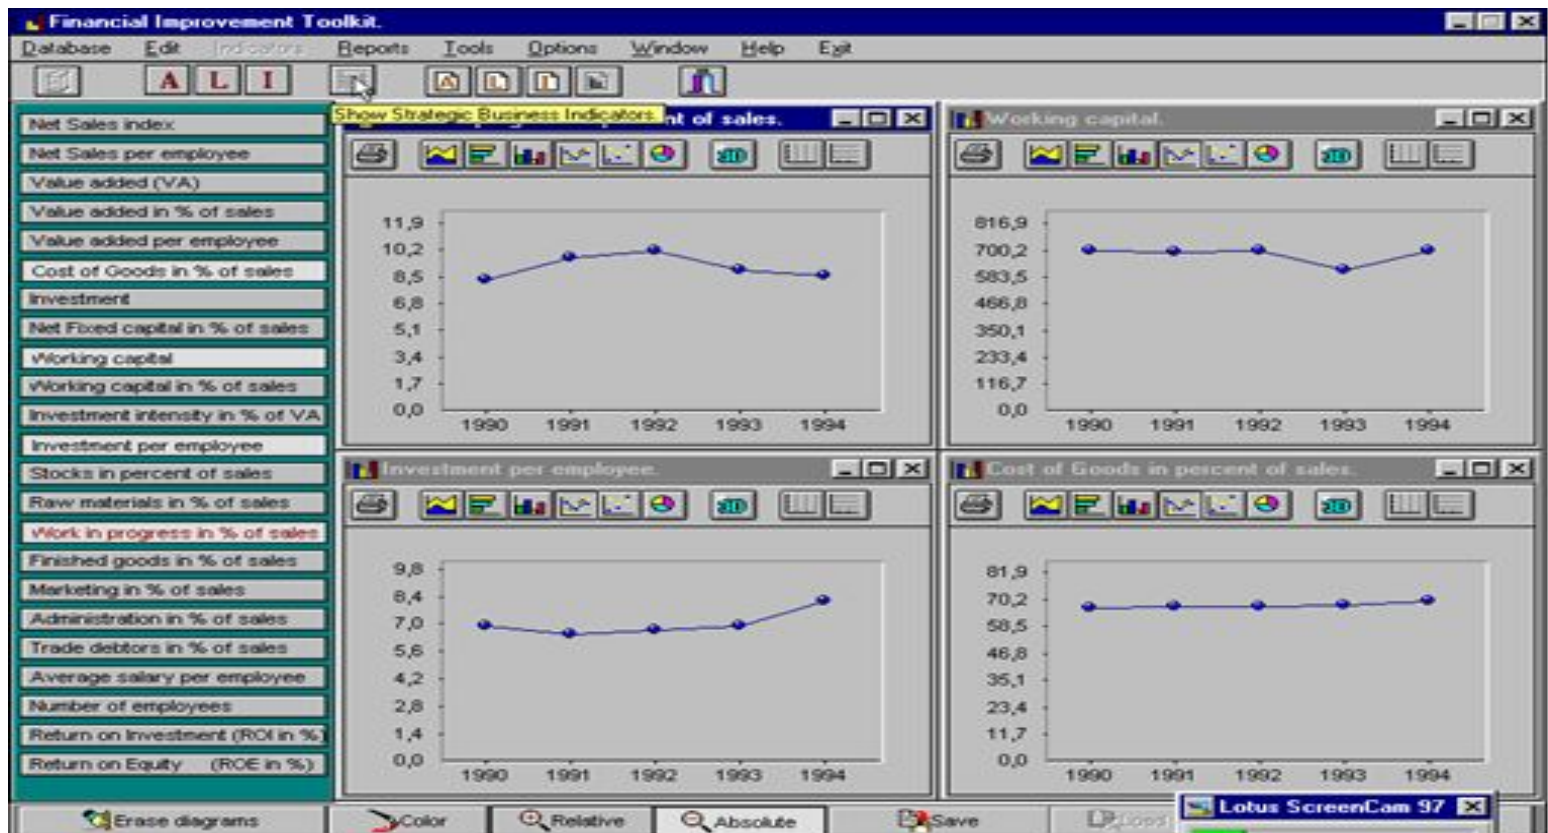 Financial Improvement Toolkit.
Database Edit Indicators Reports Tools Options Window Help Exit
A L I
Show Strategic Business Indicators.
nt of sales.
Working capital.
Net Sales index
Net Sales per employee
Value added (VA)
Value added in % of sales
Value added per employee
Cost of Goods in % of sales
Investment
Net Fixed capital in % of sales
Working capital
Working capital in % of sales
Investment intensity in % of VA
Investment per employee
Stocks in percent of sales
Raw materials in % of sales
Work in progress in % of sales
Finished goods in % of sales
Marketing in % of sales
Administration in % of sales
Trade debtors in % of sales
Average salary per employee
Number of employees
Return on Investment (ROI in %)
Return on Equity (ROE in %)
3D
11,9
10,2
8,5
6,8
5,1
3,4
1,7
0,0
1990 1991 1992 1993 1994
3D
816,9
700,2
583,5
466,8
350,1
233,4
116,7
0,0
1990 1991 1992 1993 1994
Investment per employee.
3D
9,8
8,4
7,0
5,6
4,2
2,8
1,4
0,0
1990 1991 1992 1993 1994
Cost of Goods in percent of sales.
3D
81,9
70,2
58,5
46,8
35,1
23,4
11,7
0,0
1990 1991 1992 1993 1994
Erase diagrams Color Relative Absolute Save Load
Lotus ScreenCam 97